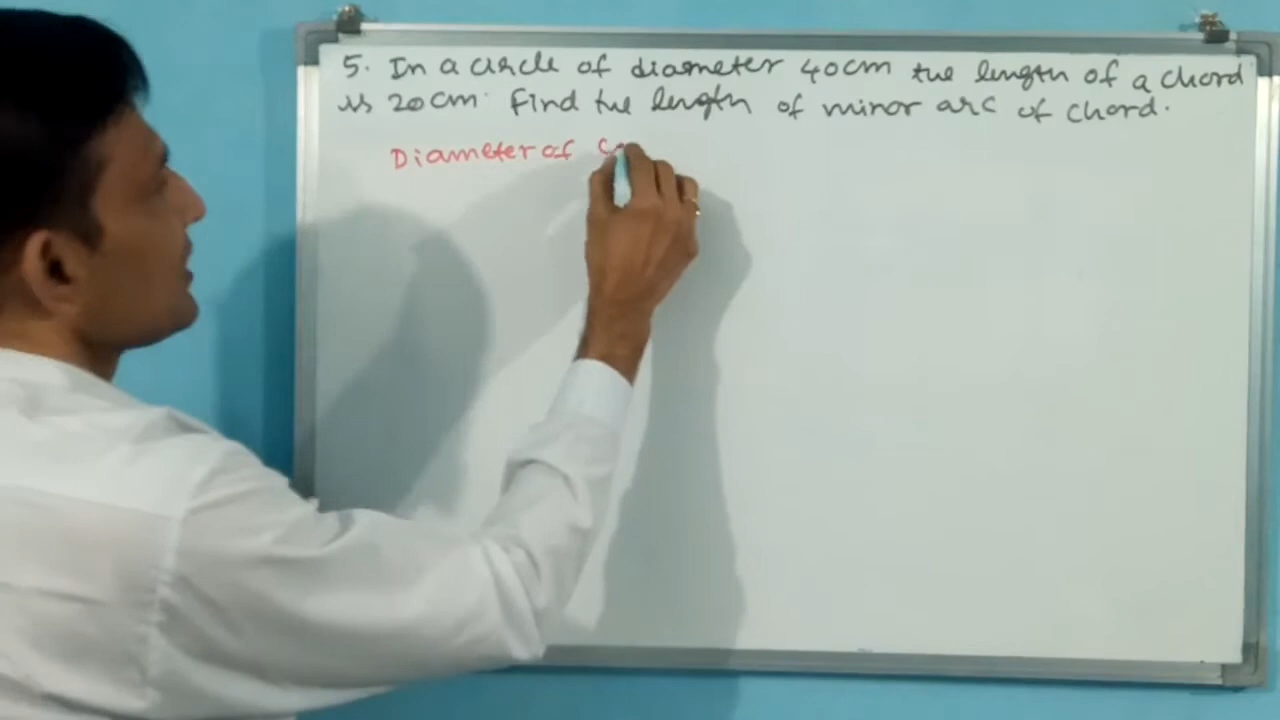 5. In a circle of diameter 40cm the length of a chord
is 20cm. Find the length of minor arc of chord.
Diameter of